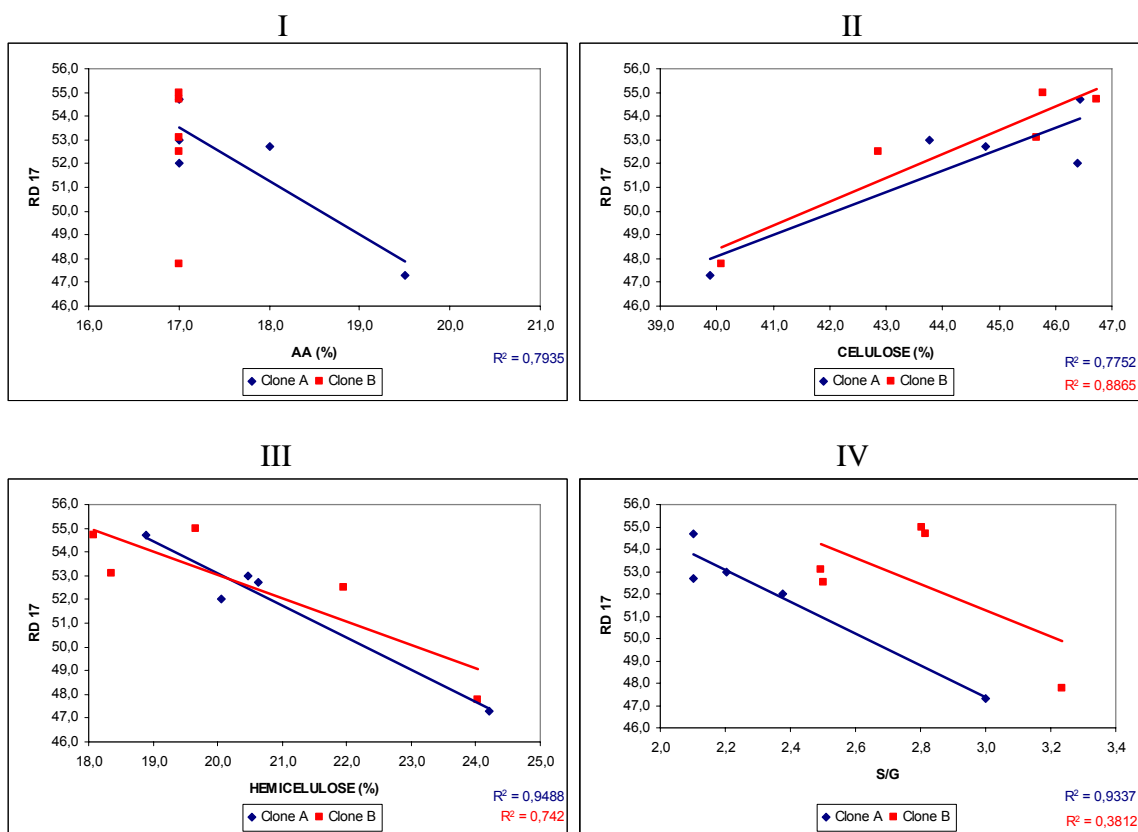 I
56,0
55,0
54,0
53,0
52,0
51,0
50,0
49,0
48,0
47,0
46,0
RD 17
16,0 17,0 18,0 19,0 20,0 21,0
AA (%)
R² = 0,7935
Clone A Clone B
II
56,0
55,0
54,0
53,0
52,0
51,0
50,0
49,0
48,0
47,0
46,0
RD 17
39,0 40,0 41,0 42,0 43,0 44,0 45,0 46,0 47,0
CELULOSE (%)
R² = 0,7752
R² = 0,8865
Clone A Clone B
III
56,0
55,0
54,0
53,0
52,0
51,0
50,0
49,0
48,0
47,0
46,0
RD 17
18,0 19,0 20,0 21,0 22,0 23,0 24,0 25,0
HEMICELULOSE (%)
R² = 0,9488
R² = 0,742
Clone A Clone B
IV
56,0
55,0
54,0
53,0
52,0
51,0
50,0
49,0
48,0
47,0
46,0
RD 17
2,0 2,2 2,4 2,6 2,8 3,0 3,2 3,4
S/G
R² = 0,9337
R² = 0,3812
Clone A Clone B